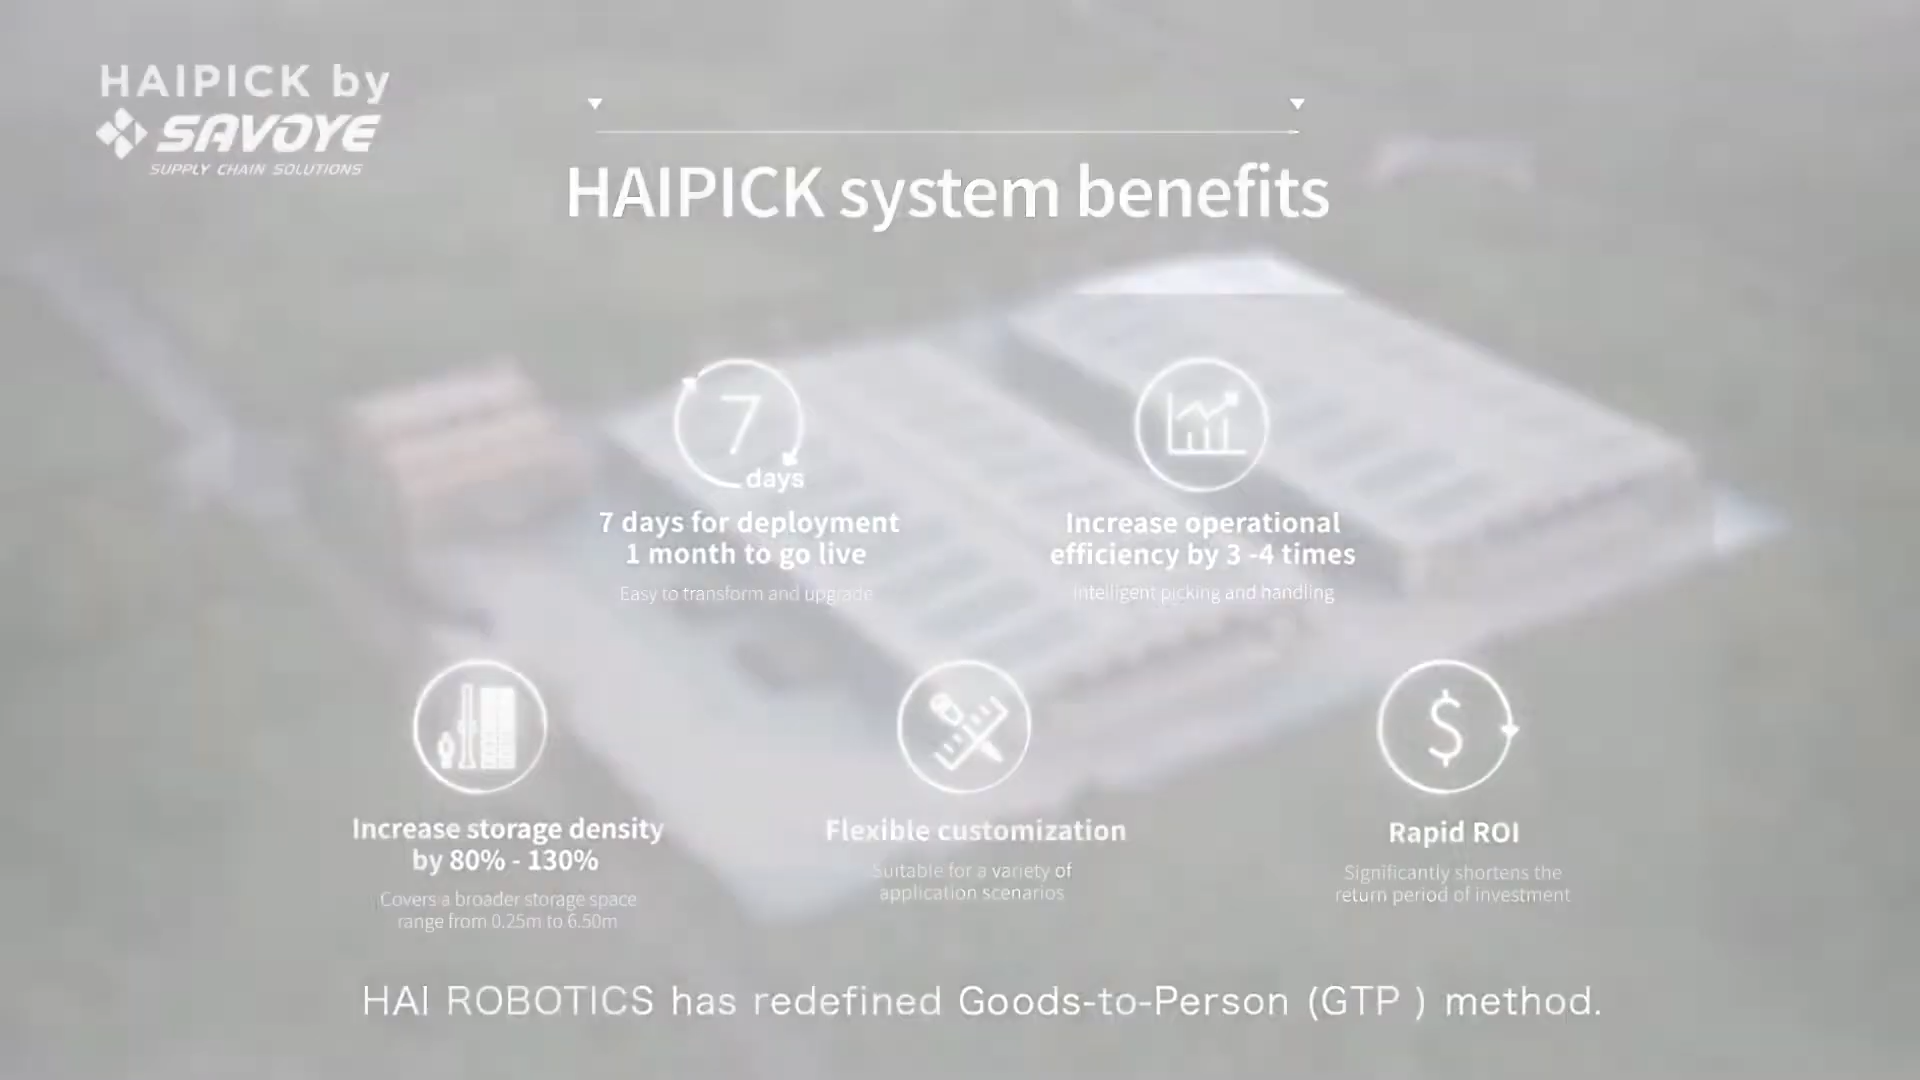 HAIPICK by
SAVOYE
SUPPLY CHAIN SOLUTIONS
HAIPICK system benefits
7
days
7 days for deployment
1 month to go live
Easy to transform and upgrade
Increase operational
efficiency by 3 -4 times
Intelligent picking and handling
Increase storage density
by 80% - 130%
Covers a broader storage space
range from 0.25m to 6.50m
Flexible customization
Suitable for a variety of
application scenarios
$
Rapid ROI
Significantly shortens the
return period of investment
HAI ROBOTICS has redefined Goods-to-Person (GTP ) method.